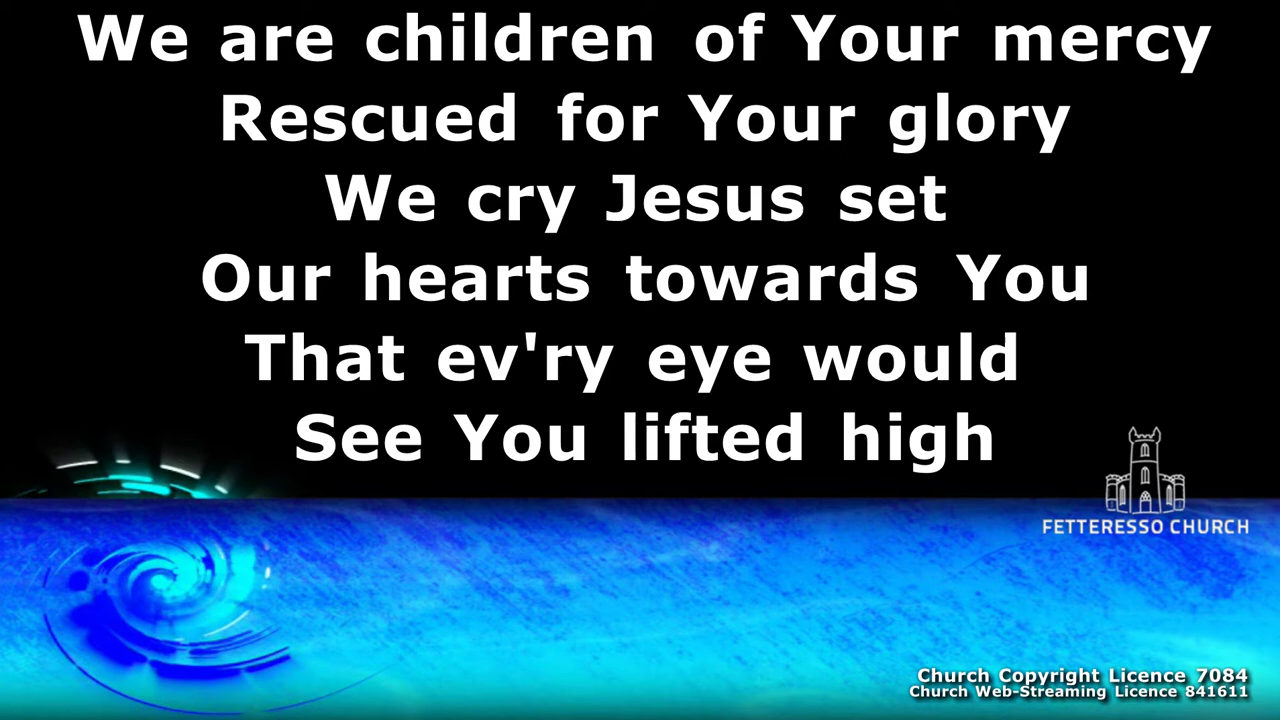 We are children of Your mercy
Rescued for Your glory
We cry Jesus set
Our hearts towards You
That ev'ry eye would
See You lifted high
FETTERESSO CHURCH
Church Copyright Licence 7084
Church Web-Streaming Licence 841611